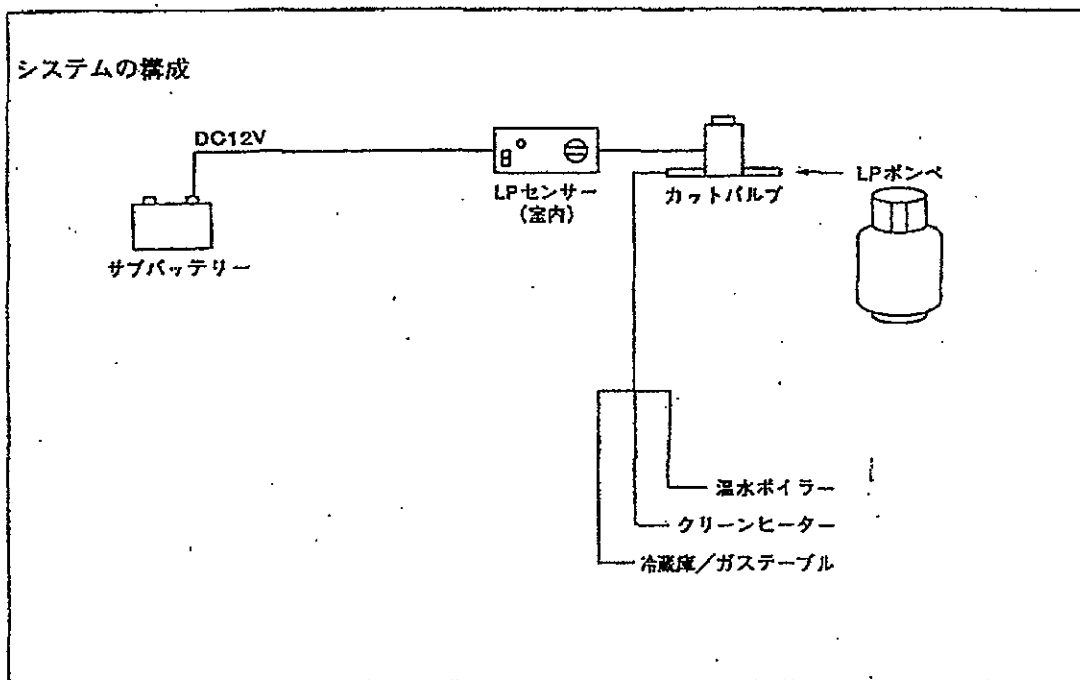 システムの構成
DC12V
LPセンサー
(室内)
カットバルブ
LPボンベ
サブバッテリー
温水ボイラー
クリーンヒーター
冷蔵庫/ガステーブル